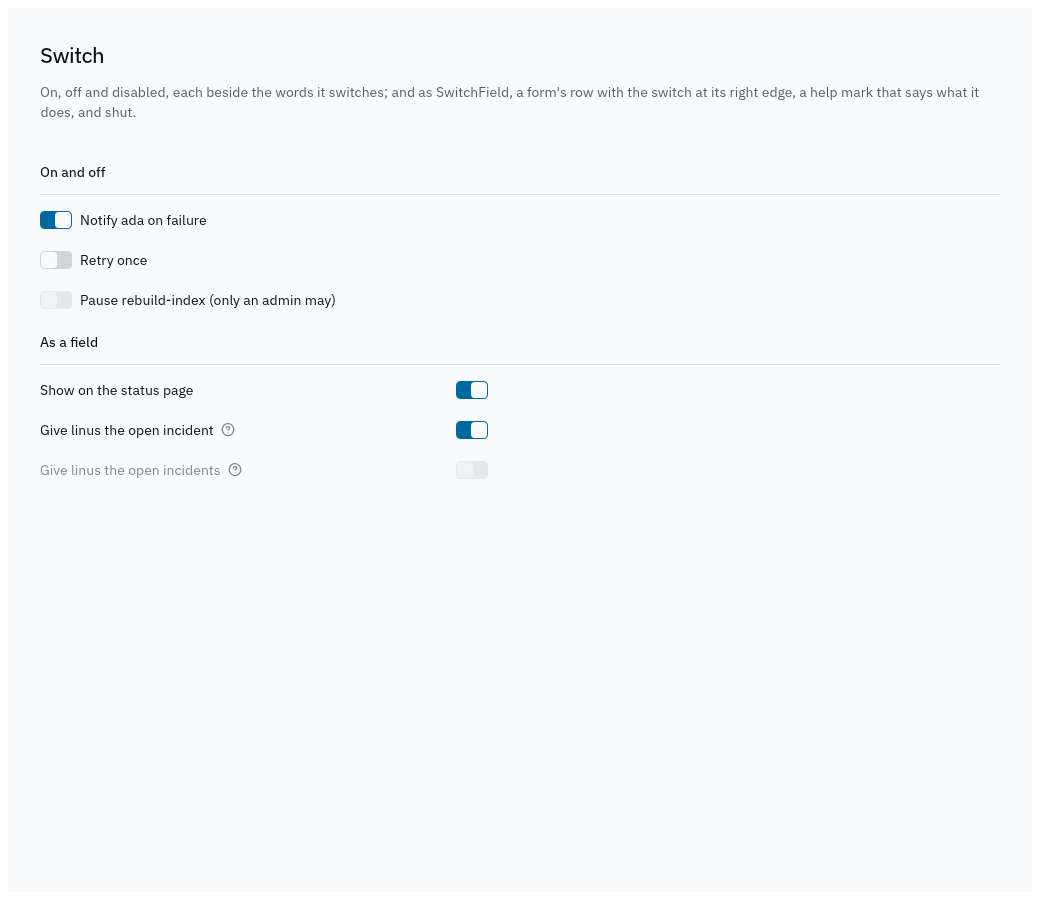 Switch
On, off and disabled, each beside the words it switches; and as SwitchField, a form's row with the switch at its right edge, a help mark that says what it
does, and shut.
On and off
Notify ada on failure
Retry once
Pause rebuild-index (only an admin may)
As a field
Show on the status page
Give linus the open incident
Give linus the open incidents